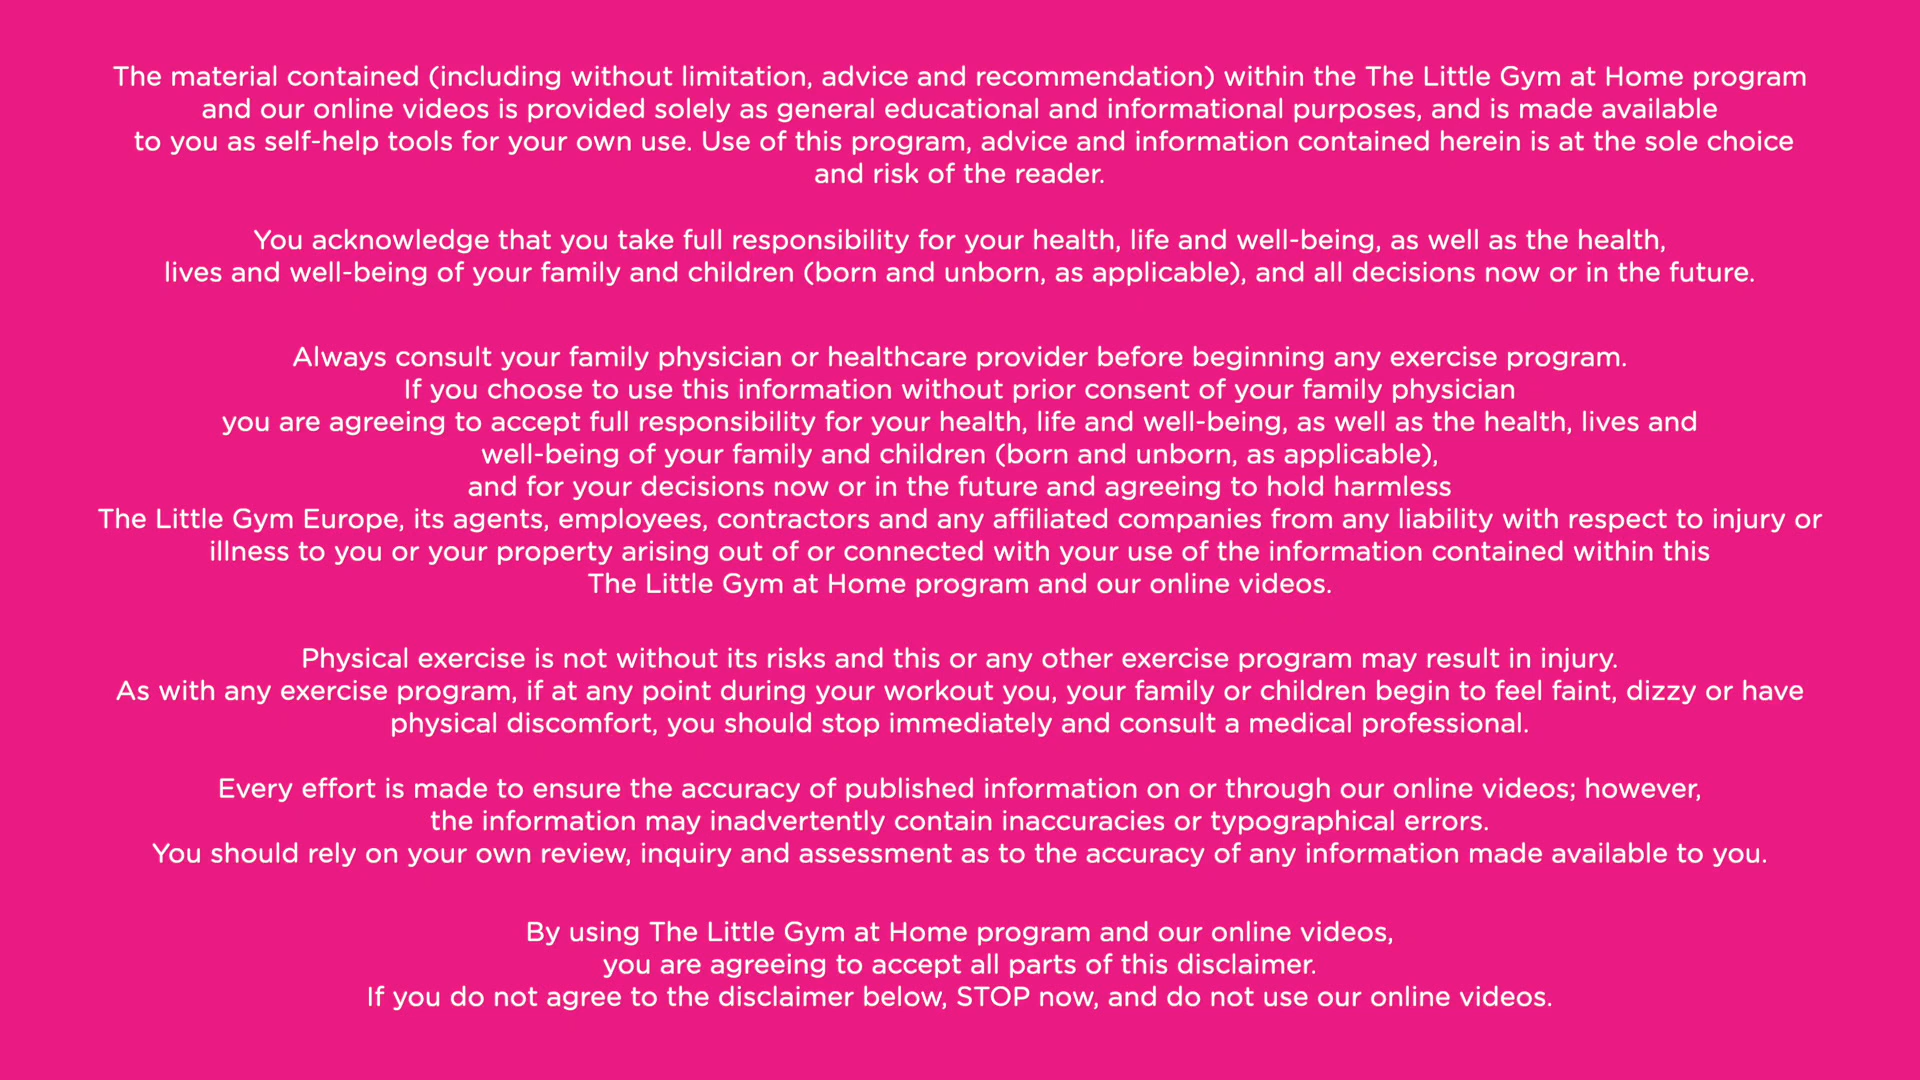 The material contained (including without limitation, advice and recommendation) within the The Little Gym at Home program
and our online videos is provided solely as general educational and informational purposes, and is made available
to you as self-help tools for your own use. Use of this program, advice and information contained herein is at the sole choice
and risk of the reader.
You acknowledge that you take full responsibility for your health, life and well-being, as well as the health,
lives and well-being of your family and children (born and unborn, as applicable), and all decisions now or in the future.
Always consult your family physician or healthcare provider before beginning any exercise program.
If you choose to use this information without prior consent of your family physician
you are agreeing to accept full responsibility for your health, life and well-being, as well as the health, lives and
well-being of your family and children (born and unborn, as applicable),
and for your decisions now or in the future and agreeing to hold harmless
The Little Gym Europe, its agents, employees, contractors and any affiliated companies from any liability with respect to injury or
illness to you or your property arising out of or connected with your use of the information contained within this
The Little Gym at Home program and our online videos.
Physical exercise is not without its risks and this or any other exercise program may result in injury.
As with any exercise program, if at any point during your workout you, your family or children begin to feel faint, dizzy or have
physical discomfort, you should stop immediately and consult a medical professional.
Every effort is made to ensure the accuracy of published information on or through our online videos; however,
the information may inadvertently contain inaccuracies or typographical errors.
You should rely on your own review, inquiry and assessment as to the accuracy of any information made available to you.
By using The Little Gym at Home program and our online videos,
you are agreeing to accept all parts of this disclaimer.
If you do not agree to the disclaimer below, STOP now, and do not use our online videos.